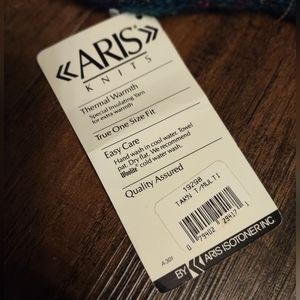 «ARIS»
KNITS
Thermal Warmth
Special Insulating Yarn
for extra warmth
True One Size Fit
Easy Care
Hand wash in cool water. Towel
pat. Dry flat. We recommend
Woolite® cold water wash.
Quality Assured
19298
TAKN T/MULTI
A-301
BY ARIS ISOTONER INC.